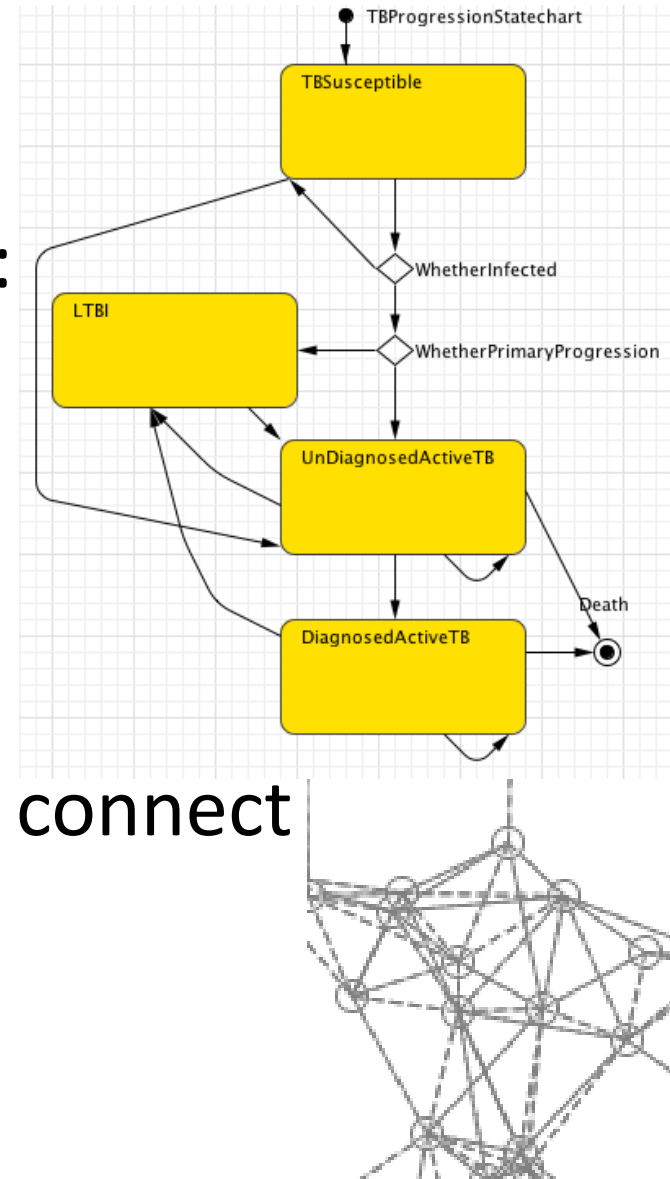 TBProgressionStatechart
TBSusceptible
:
WhetherInfected
LTBI
WhetherPrimaryProgression
UnDiagnosedActiveTB
Death
DiagnosedActiveTB
connect